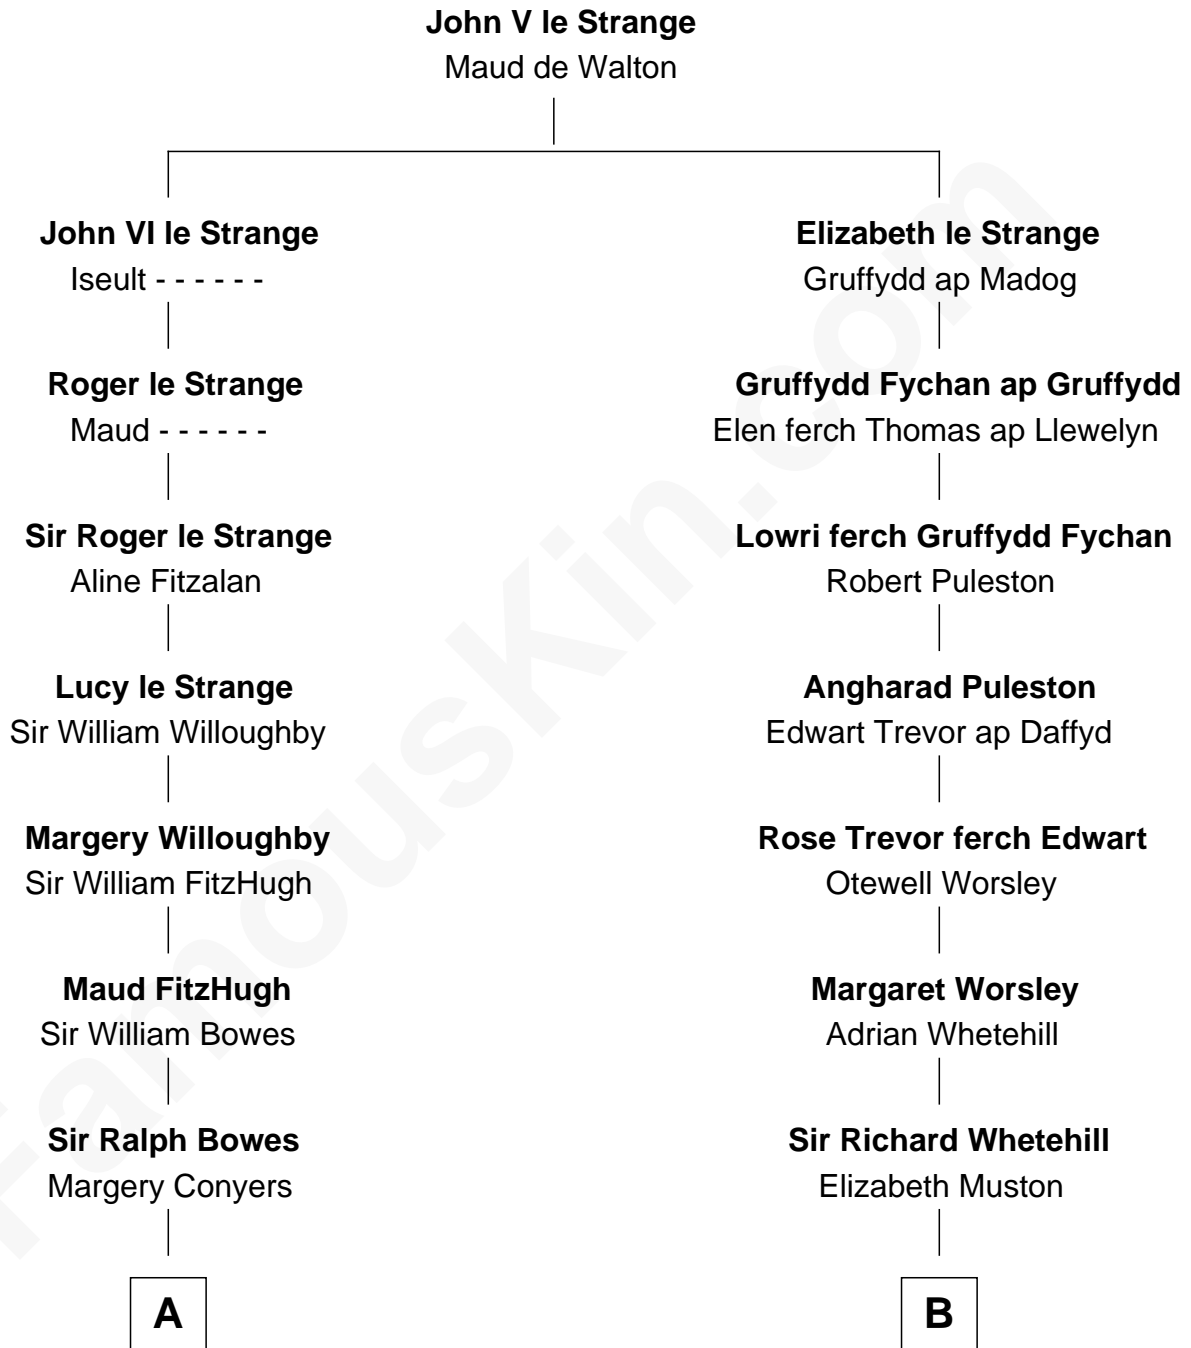 John V le Strange
Maud de Walton
John VI le Strange
Iseult - - - - - -
Elizabeth le Strange
Gruffydd ap Madog
Roger le Strange
Maud - - - - - -
Gruffydd Fychan ap Gruffydd
Elen ferch Thomas ap Llewelyn
Sir Roger le Strange
Aline Fitzalan
Lowri ferch Gruffydd Fychan
Robert Puleston
Lucy le Strange
Sir William Willoughby
Angharad Puleston
Edwart Trevor ap Daffyd
Margery Willoughby
Sir William FitzHugh
Rose Trevor ferch Edwart
Otewell Worsley
Maud FitzHugh
Sir William Bowes
Margaret Worsley
Adrian Whetehill
Sir Ralph Bowes
Margery Conyers
Sir Richard Whetehill
Elizabeth Muston
A
B
FamousKin.com